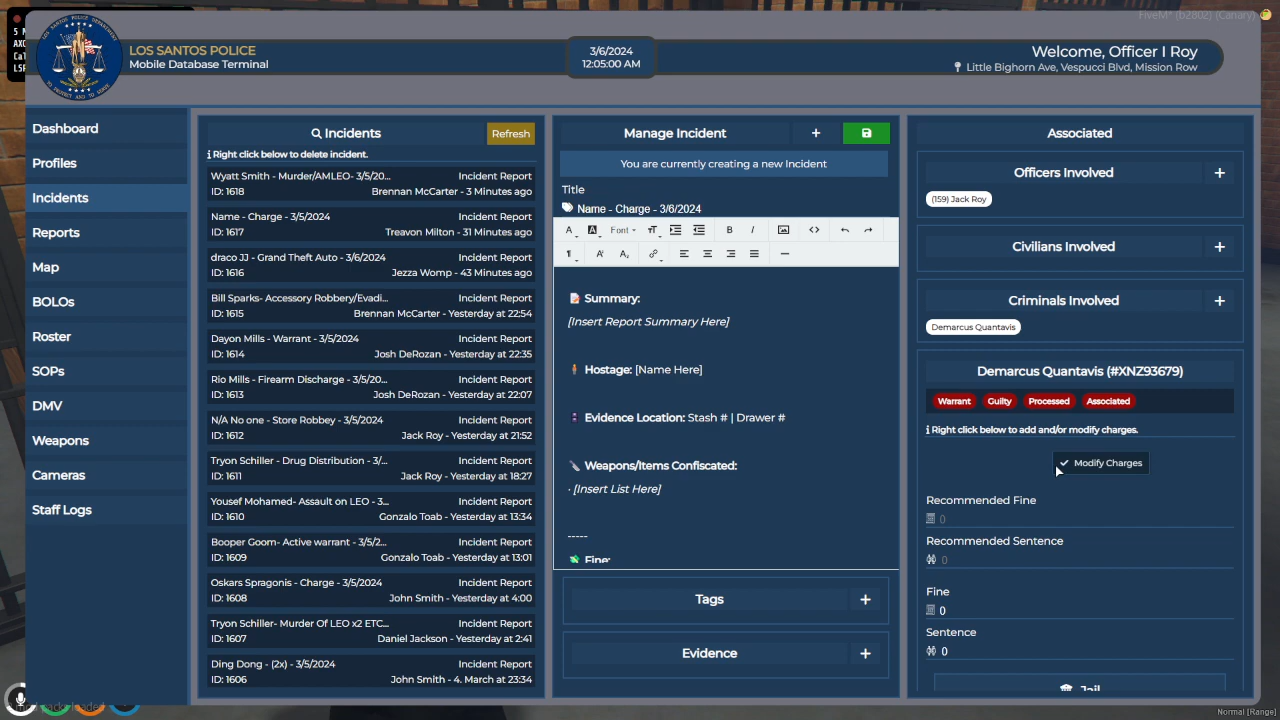 FiveM* (b2802) (Canary)
LOS SANTOS POLICE
Mobile Database Terminal
3/6/2024
12:05:00 AM
Welcome, Officer I Roy
Little Bighorn Ave, Vespucci Blvd, Mission Row
Dashboard
Profiles
Incidents
Reports
Map
BOLOs
Roster
SOPs
DMV
Weapons
Cameras
Staff Logs
Incidents
Refresh
Right click below to delete incident.
Wyatt Smith - Murder/AMLEO- 3/5/20... Incident Report
ID: 1618 Brennan McCarter - 3 Minutes ago
Name - Charge - 3/5/2024 Incident Report
ID: 1617 Treavon Milton - 31 Minutes ago
draco JJ - Grand Theft Auto - 3/6/2024 Incident Report
ID: 1616 Jezza Womp - 43 Minutes ago
Bill Sparks- Accessory Robbery/Evadi... Incident Report
ID: 1615 Brennan McCarter - Yesterday at 22:54
Dayon Mills - Warrant - 3/5/2024 Incident Report
ID: 1614 Josh DeRozan - Yesterday at 22:35
Rio Mills - Firearm Discharge - 3/5/20... Incident Report
ID: 1613 Josh DeRozan - Yesterday at 22:07
N/A No one - Store Robbey - 3/5/2024 Incident Report
ID: 1612 Jack Roy - Yesterday at 21:52
Tryon Schiller - Drug Distribution - 3/... Incident Report
ID: 1611 Jack Roy - Yesterday at 18:27
Yousef Mohamed- Assault on LEO - 3... Incident Report
ID: 1610 Gonzalo Toab - Yesterday at 13:34
Booper Goom- Active warrant - 3/5/2... Incident Report
ID: 1609 Gonzalo Toab - Yesterday at 13:01
Oskars Spragonis - Charge - 3/5/2024 Incident Report
ID: 1608 John Smith - Yesterday at 4:00
Tryon Schiller- Murder Of LEO x2 ETC... Incident Report
ID: 1607 Daniel Jackson - Yesterday at 2:41
Ding Dong - (2x) - 3/5/2024 Incident Report
ID: 1606 John Smith - 4. March at 23:34
Manage Incident
You are currently creating a new Incident
Title
Name - Charge - 3/6/2024
Font
Summary:
[Insert Report Summary Here]
Hostage: [Name Here]
Evidence Location: Stash # | Drawer #
Weapons/Items Confiscated:
· [Insert List Here]
-----
Fine:
Tags
Evidence
Associated
Officers Involved
(159) Jack Roy
Civilians Involved
Criminals Involved
Demarcus Quantavis
Demarcus Quantavis (#XNZ93679)
Warrant Guilty Processed Associated
Right click below to add and/or modify charges.
Modify Charges
Recommended Fine
0
Recommended Sentence
0
Fine
0
Sentence
0
Jail
Normal [Range]